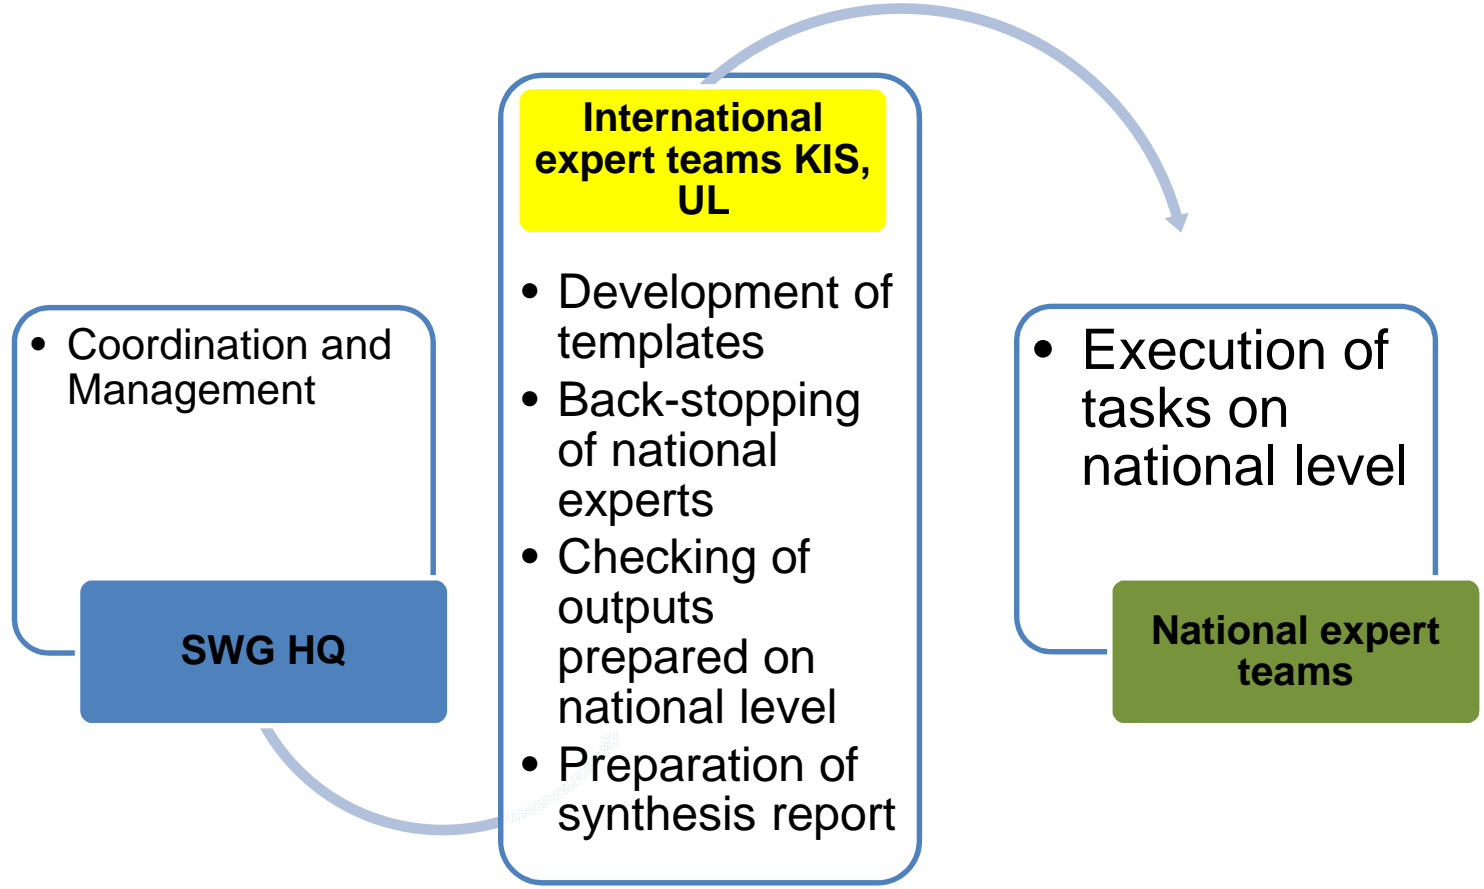 • Coordination and
Management
SWG HQ
International
expert teams KIS,
UL
• Development of
templates
• Back-stopping
of national
experts
• Checking of
outputs
prepared on
national level
• Preparation of
synthesis report
• Execution of
tasks on
national level
National expert
teams